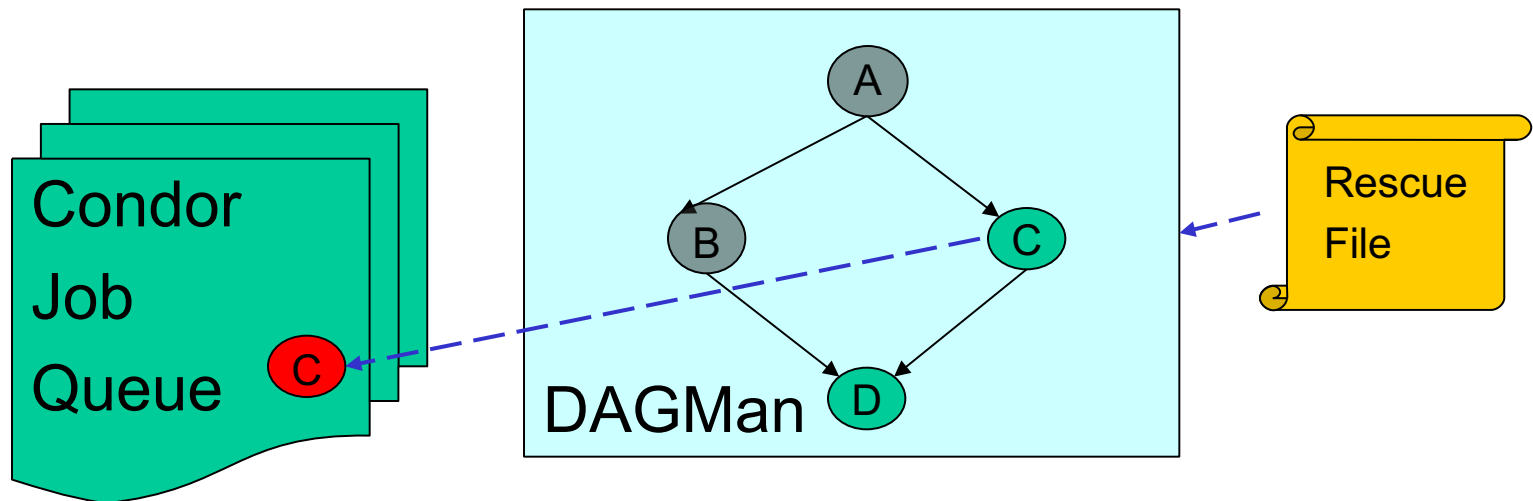 Condor
Job
Queue
C
A
B
C
D
DAGMan
Rescue
File